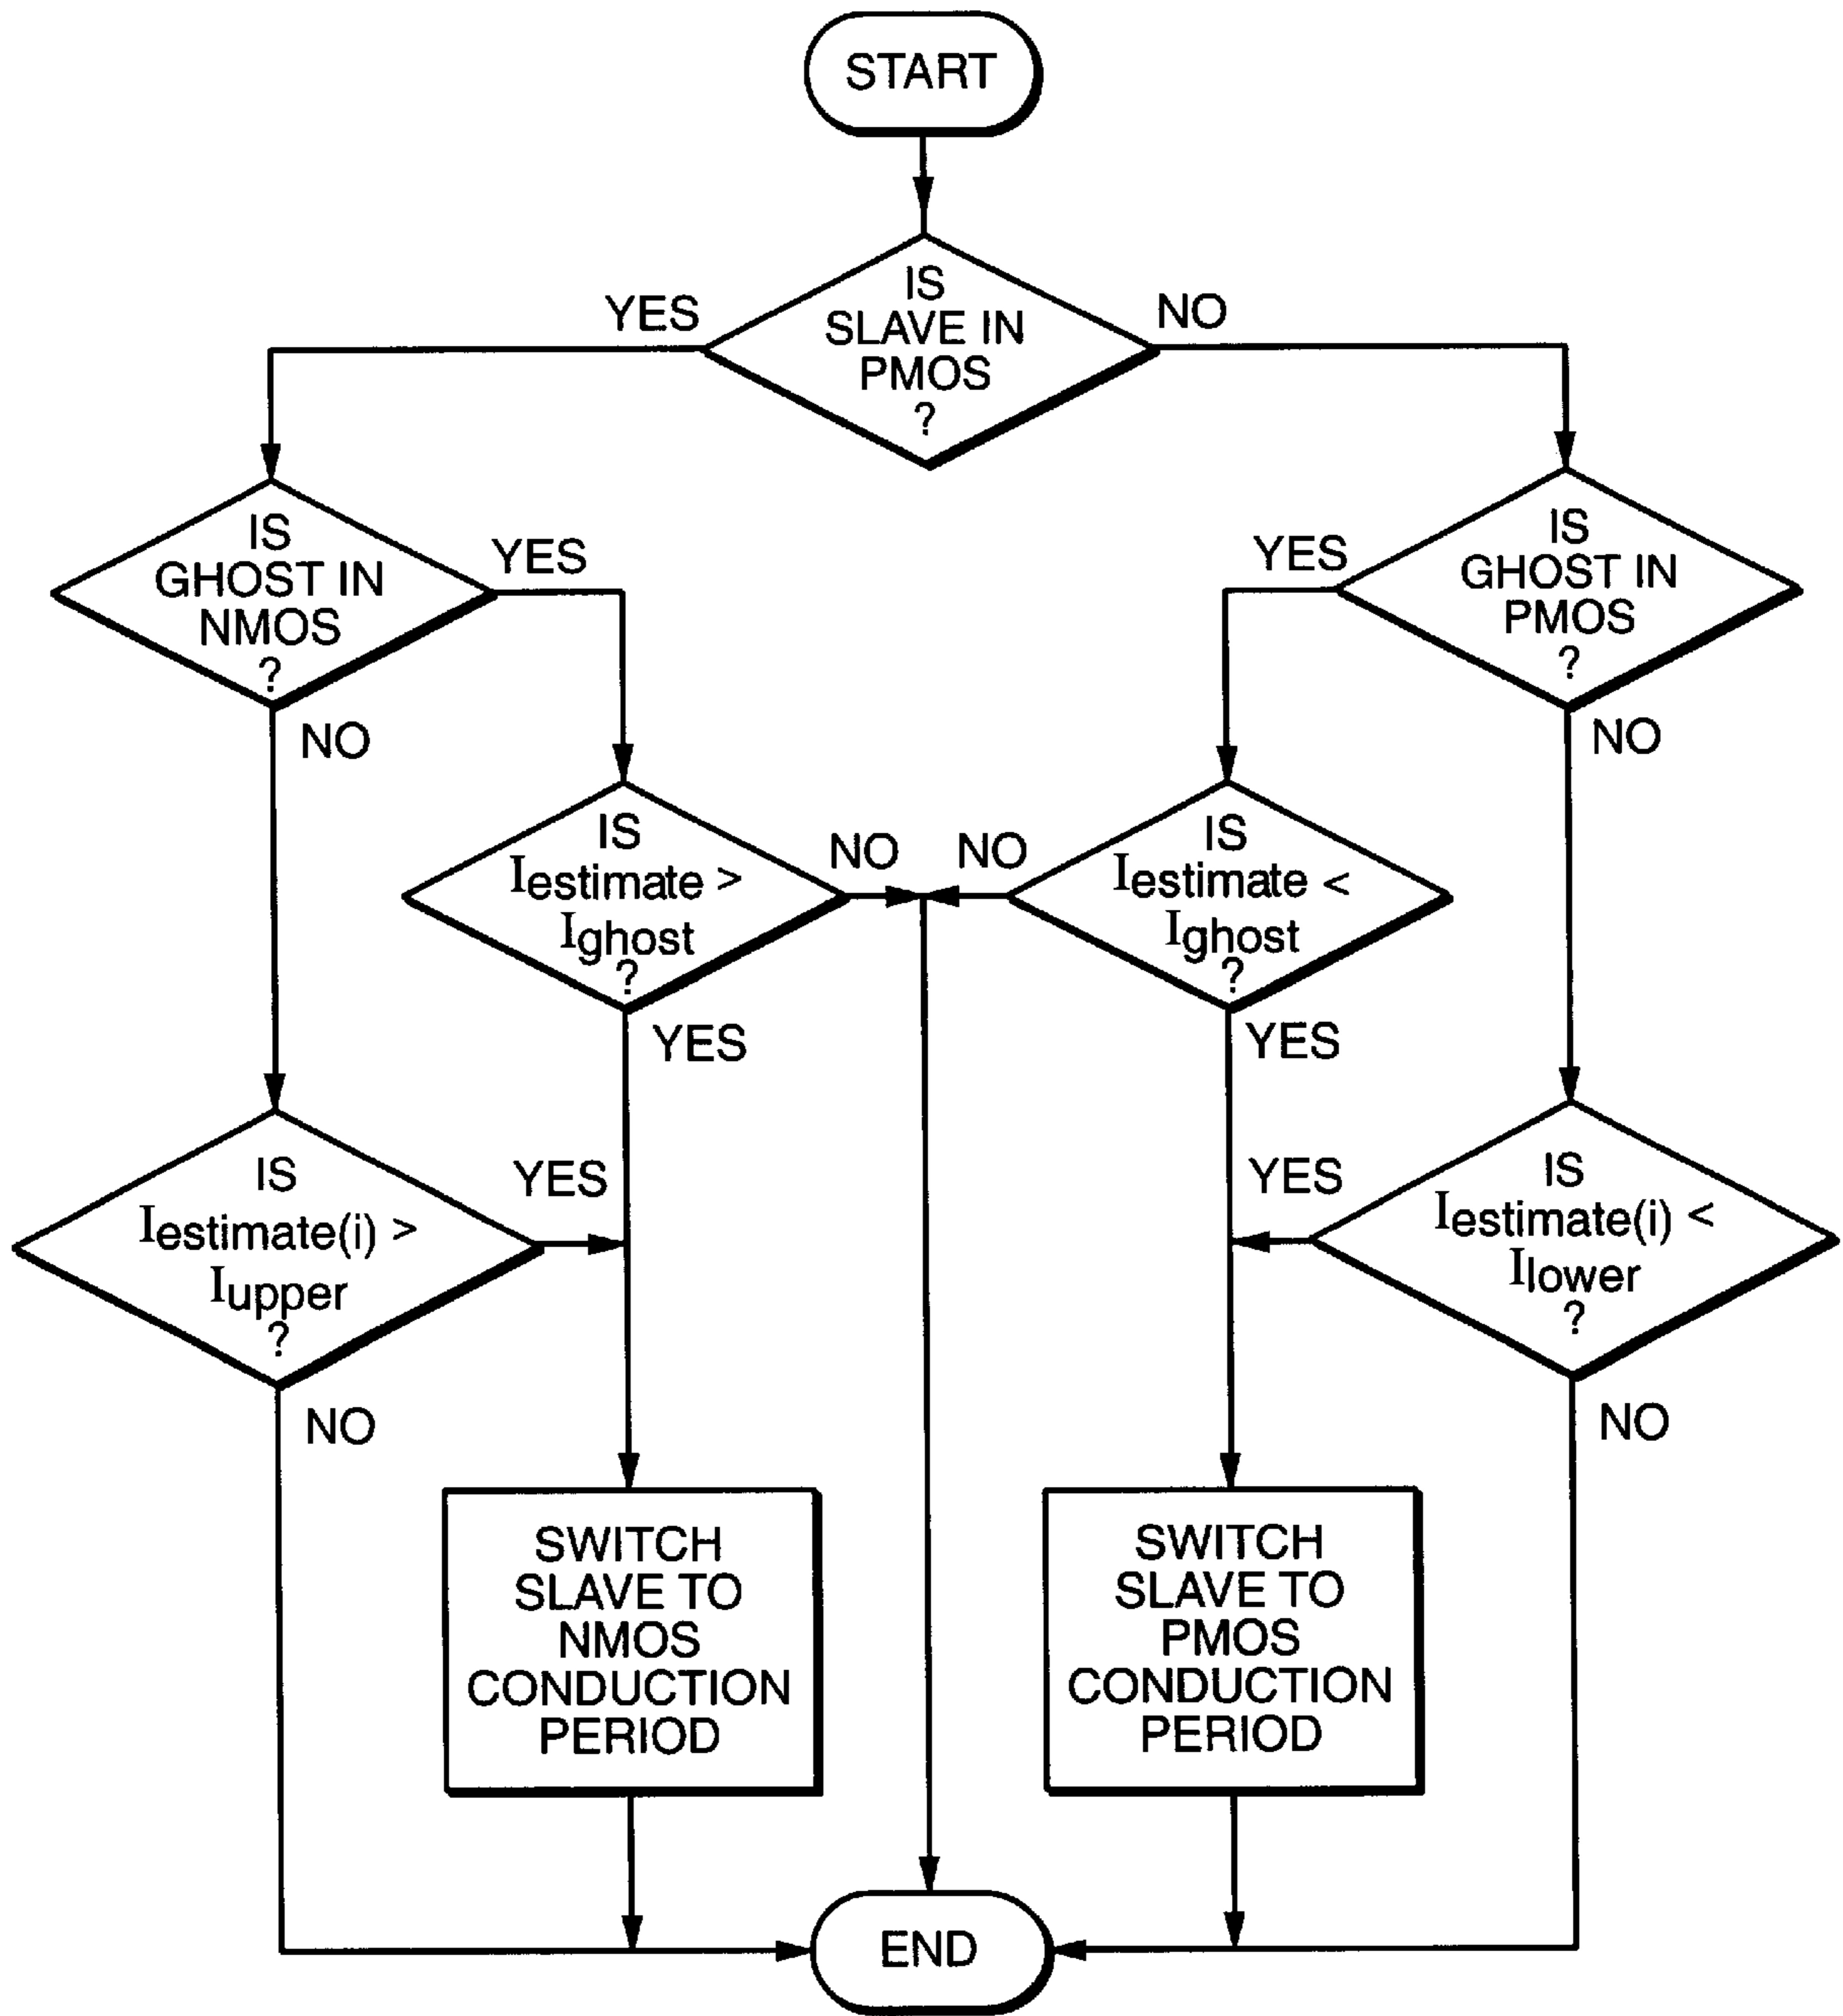 START
IS
SLAVE IN
PMOS
?
YES
NO
IS
GHOST IN
NMOS
?
YES
NO
IS
GHOST IN
PMOS
?
YES
NO
IS
Iestimate >
Ighost
?
NO
YES
IS
Iestimate <
Ighost
?
NO
YES
IS
Iestimate(i) >
Iupper
?
YES
NO
IS
Iestimate(i) <
Ilower
?
YES
NO
SWITCH
SLAVE TO
NMOS
CONDUCTION
PERIOD
SWITCH
SLAVE TO
PMOS
CONDUCTION
PERIOD
END